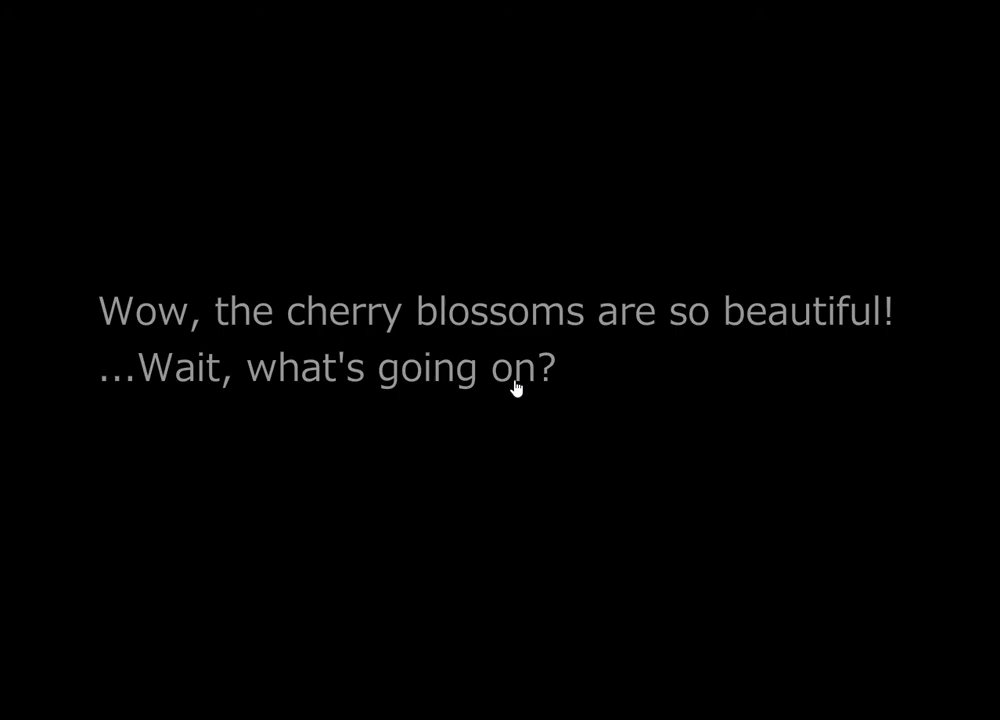 Wow, the cherry blossoms are so beautiful!
...Wait, what's going on?